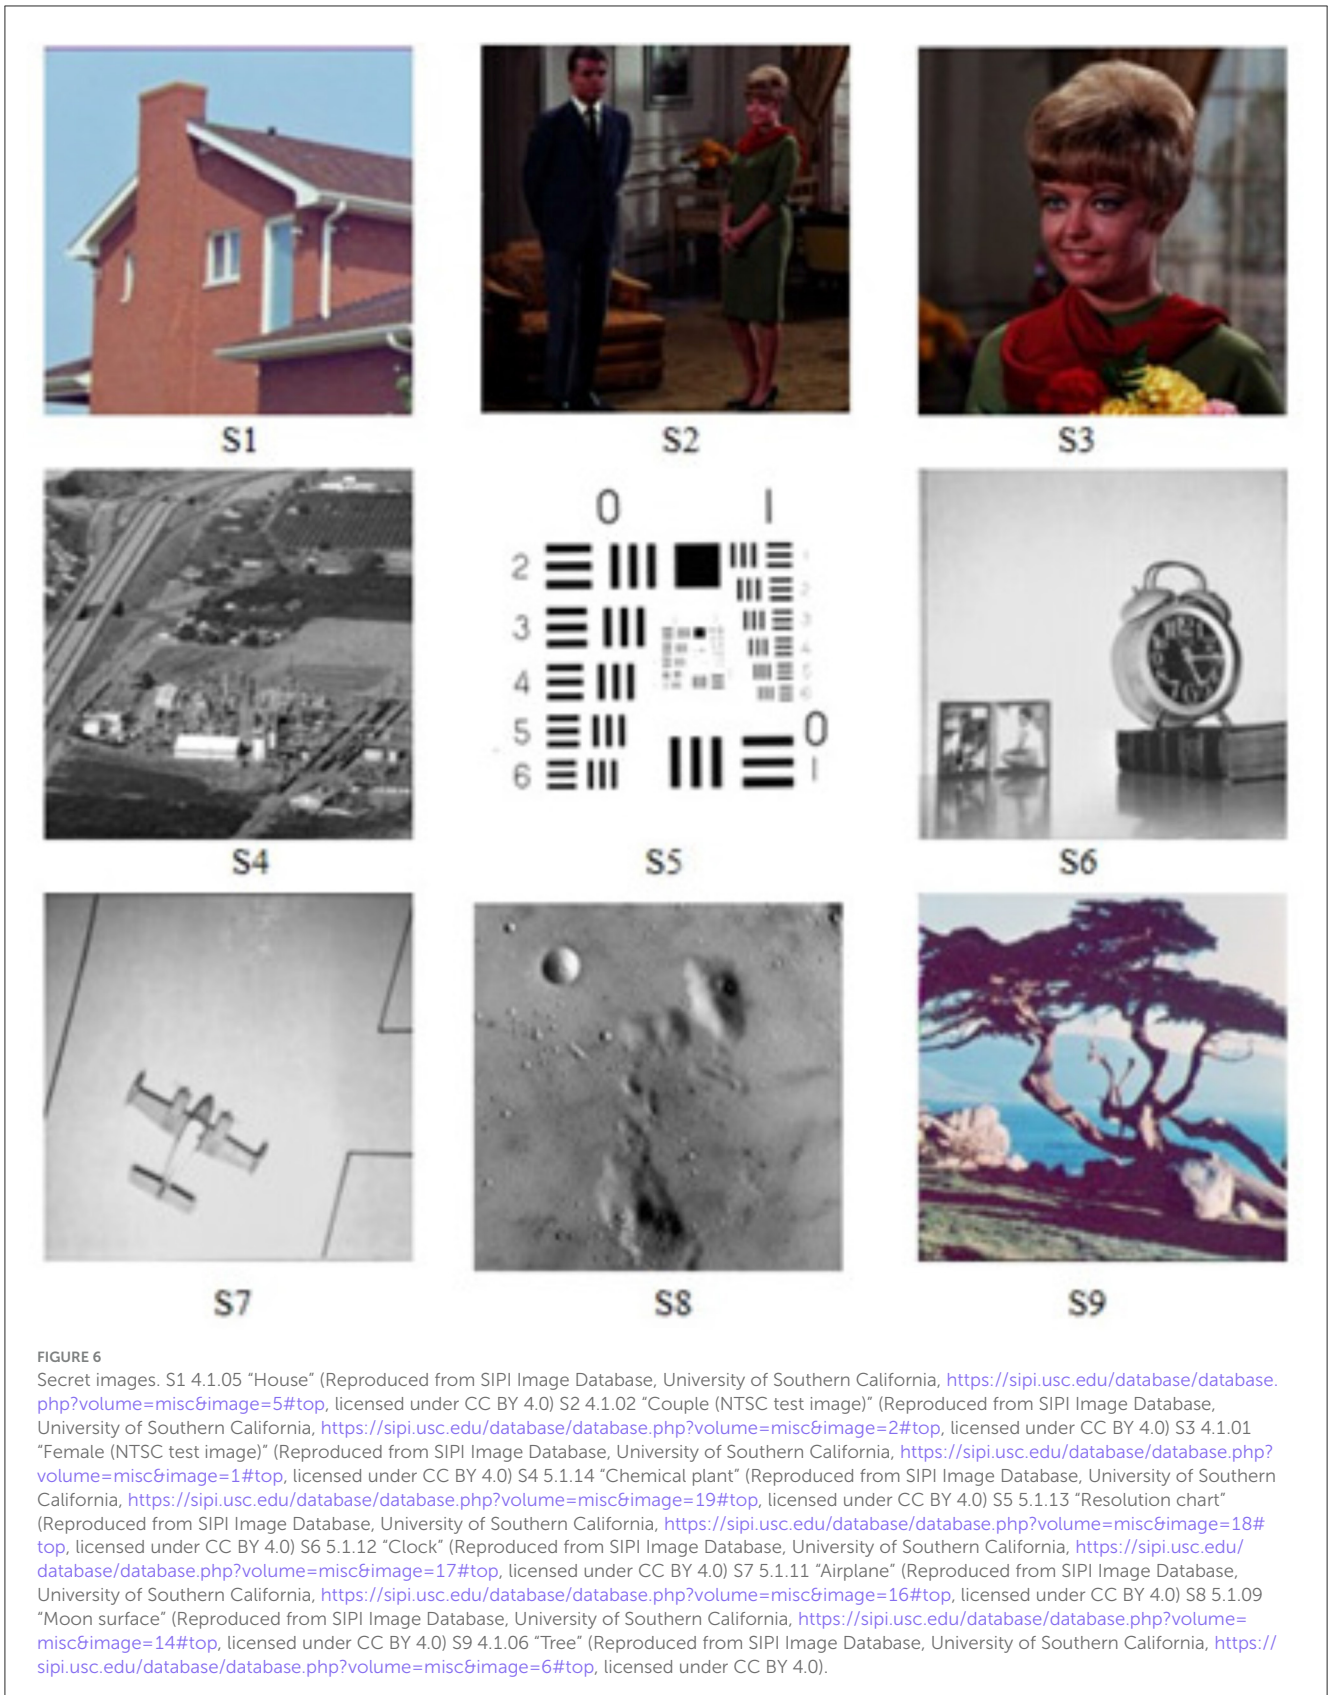 S1
S2
S3
0
1
2
3
4
5
6
0
1
S4
S5
S6
S7
S8
S9
FIGURE 6
Secret images. S1 4.1.05 “House” (Reproduced from SIPI Image Database, University of Southern California, https://sipi.usc.edu/database/database.
php?volume=misc&image=5#top, licensed under CC BY 4.0) S2 4.1.02 “Couple (NTSC test image)” (Reproduced from SIPI Image Database,
University of Southern California, https://sipi.usc.edu/database/database.php?volume=misc&image=2#top, licensed under CC BY 4.0) S3 4.1.01
“Female (NTSC test image)” (Reproduced from SIPI Image Database, University of Southern California, https://sipi.usc.edu/database/database.php?
volume=misc&image=1#top, licensed under CC BY 4.0) S4 5.1.14 “Chemical plant” (Reproduced from SIPI Image Database, University of Southern
California, https://sipi.usc.edu/database/database.php?volume=misc&image=19#top, licensed under CC BY 4.0) S5 5.1.13 “Resolution chart”
(Reproduced from SIPI Image Database, University of Southern California, https://sipi.usc.edu/database/database.php?volume=misc&image=18#
top, licensed under CC BY 4.0) S6 5.1.12 “Clock” (Reproduced from SIPI Image Database, University of Southern California, https://sipi.usc.edu/
database/database.php?volume=misc&image=17#top, licensed under CC BY 4.0) S7 5.1.11 “Airplane” (Reproduced from SIPI Image Database,
University of Southern California, https://sipi.usc.edu/database/database.php?volume=misc&image=16#top, licensed under CC BY 4.0) S8 5.1.09
“Moon surface” (Reproduced from SIPI Image Database, University of Southern California, https://sipi.usc.edu/database/database.php?volume=
misc&image=14#top, licensed under CC BY 4.0) S9 4.1.06 “Tree” (Reproduced from SIPI Image Database, University of Southern California, https://
sipi.usc.edu/database/database.php?volume=misc&image=6#top, licensed under CC BY 4.0).